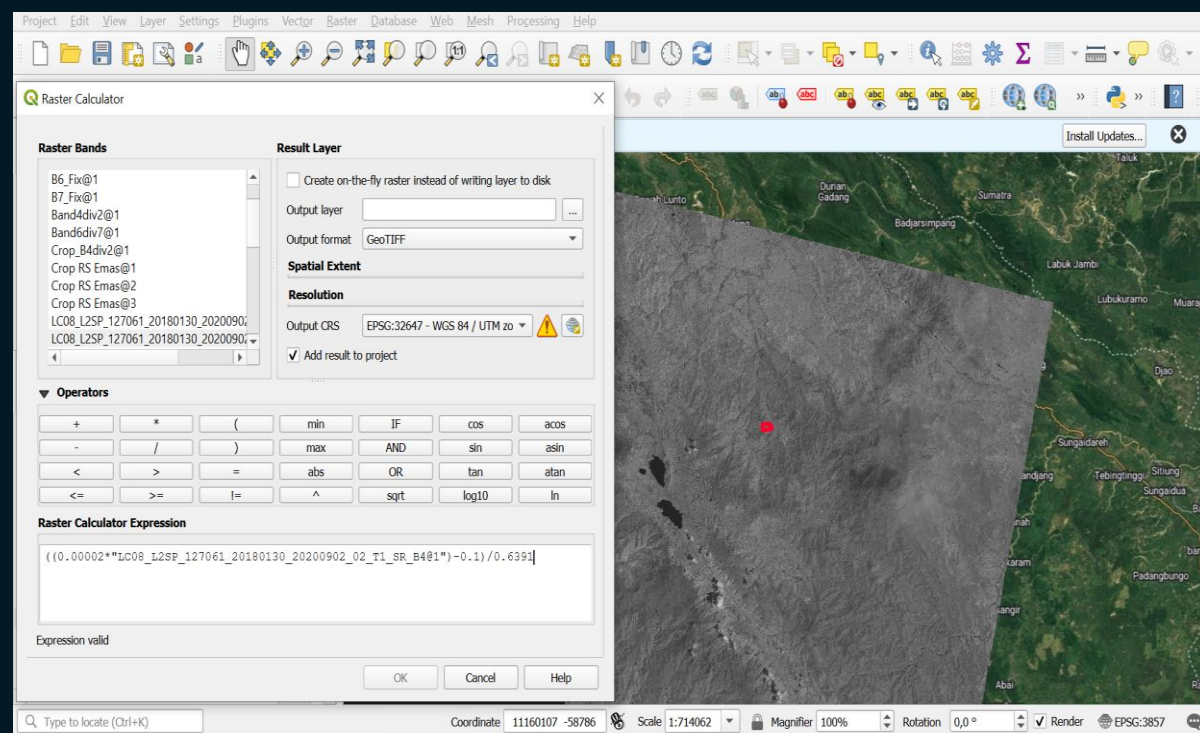 Project Edit View Layer Settings Plugins Vector Raster Database Web Mesh Processing Help
Raster Calculator
Install Updates...
Raster Bands
B6_Fix@1
B7_Fix@1
Band4div2@1
Band6div7@1
Crop_B4div2@1
Crop RS Emas@1
Crop RS Emas@2
Crop RS Emas@3
LC08_L2SP_127061_20180130_20200902
LC08_L2SP_127061_20180130_20200902
Result Layer
Create on-the-fly raster instead of writing layer to disk
Output layer
...
Output format GeoTIFF
Spatial Extent
Resolution
Output CRS EPSG:32647 - WGS 84 / UTM zo
Add result to project
Operators
+ * ( min IF cos acos
- / ) max AND sin asin
< > = abs OR tan atan
<= >= != ^ sqrt log10 ln
Raster Calculator Expression
((0.00002*"LC08_L2SP_127061_20180130_20200902_02_T1_SR_B4@1")-0.1)/0.6391
Expression valid
OK Cancel Help
Taluk
Durian
Gadang
Sumatra
Badjarsimpang
Labuk Jambi
Lubukuramo
Muara
Djao
Sungaidareh
Tebingtinggi
Sitiung
Sungaidua
Padangbungo
Abai
Type to locate (Ctrl+K) Coordinate 11160107 -58786 Scale 1:714062 Magnifier 100% Rotation 0,0 ° Render EPSG:3857